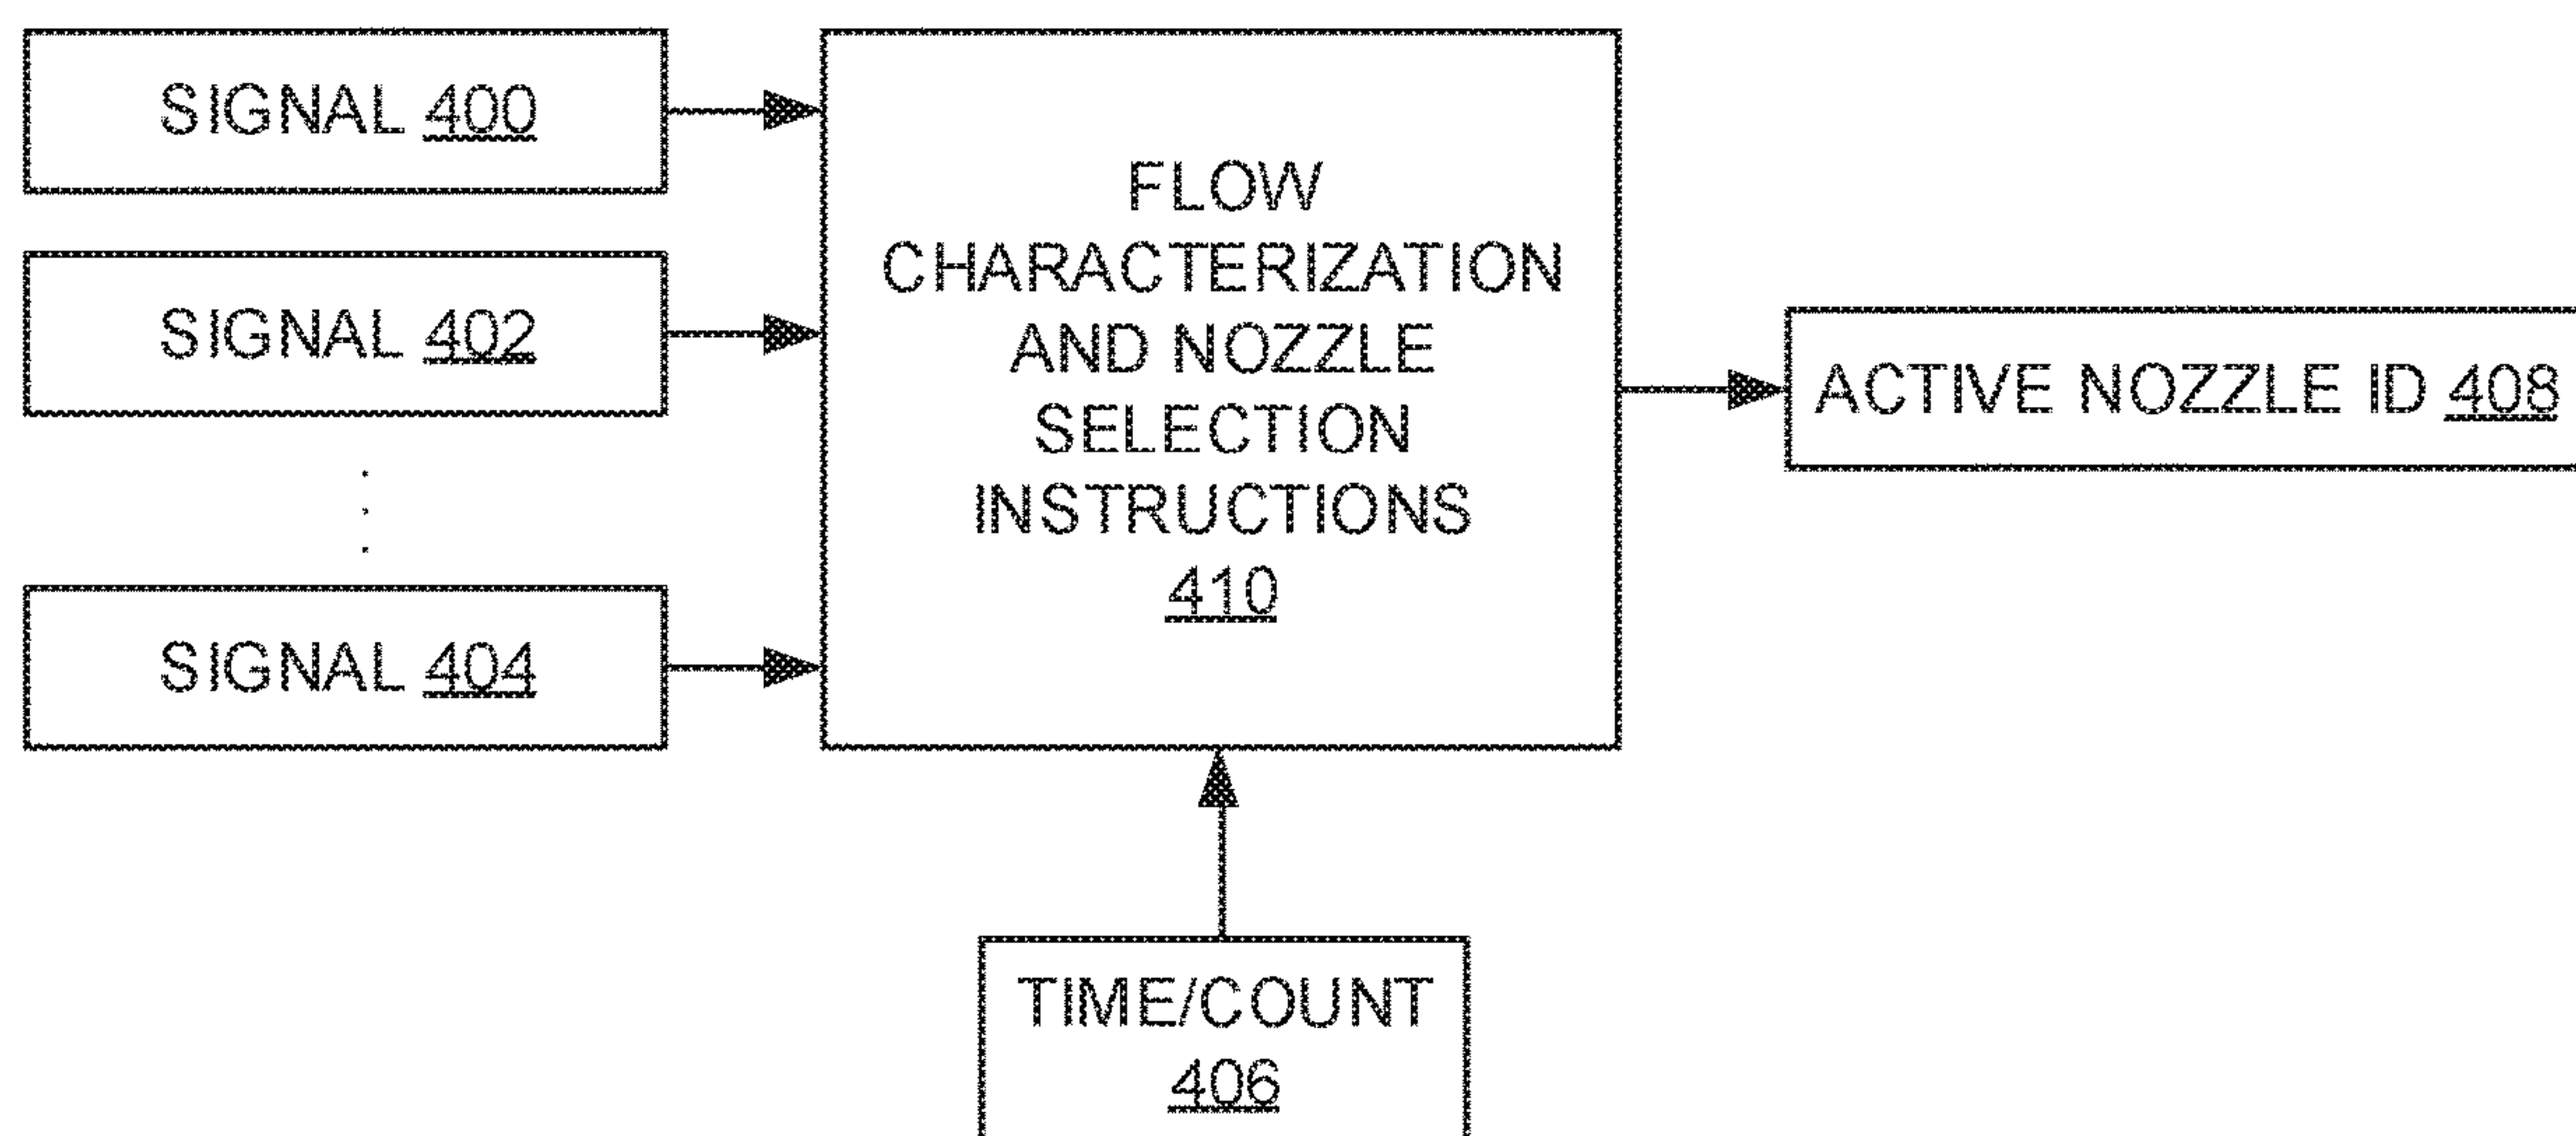 SIGNAL 400
SIGNAL 402
SIGNAL 404
FLOW
CHARACTERIZATION
AND NOZZLE
SELECTION
INSTRUCTIONS
410
ACTIVE NOZZLE ID 408
TIME/COUNT
406